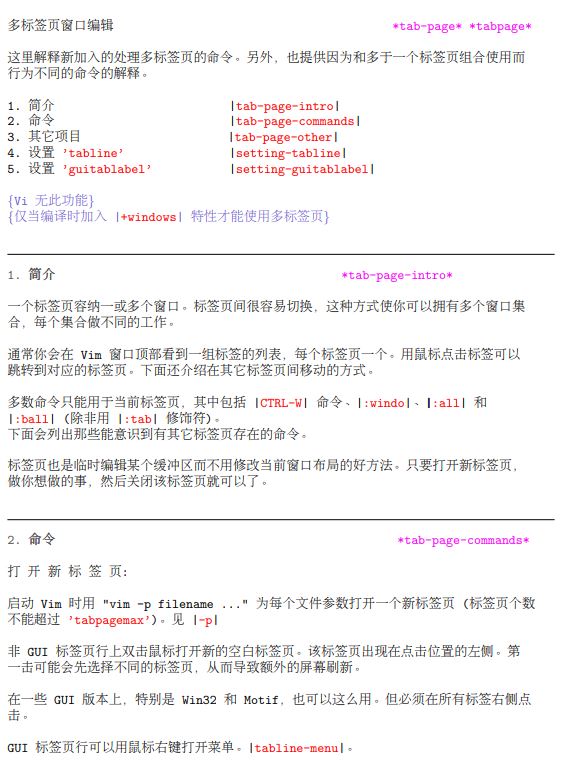 多标签页窗口编辑 *tab-page* *tabpage*
这里解释新加入的处理多标签页的命令。另外，也提供因为和多于一个标签页组合使用而
行为不同的命令的解释。
1. 简介 |tab-page-intro|
2. 命令 |tab-page-commands|
3. 其它项目 |tab-page-other|
4. 设置 'tabline' |setting-tabline|
5. 设置 'guitablabel' |setting-guitablabel|
{Vi 无此功能}
{仅当编译时加入 |+windows| 特性才能使用多标签页}
1. 简介 *tab-page-intro*
一个标签页容纳一或多个窗口。标签页间很容易切换，这种方式使你可以拥有多个窗口集
合，每个集合做不同的工作。
通常你会在 Vim 窗口顶部看到一组标签的列表，每个标签页一个。用鼠标点击标签可以
跳转到对应的标签页。下面还介绍在其它标签页间移动的方式。
多数命令只能用于当前标签页，其中包括 |CTRL-W| 命令、|:windo|、|:all| 和
|:ball| (除非用 |:tab| 修饰符)。
下面会列出那些能意识到有其它标签页存在的命令。
标签页也是临时编辑某个缓冲区而不用修改当前窗口布局的好方法。只要打开新标签页，
做你想做的事，然后关闭该标签页就可以了。
2. 命令 *tab-page-commands*
打 开 新 标 签 页:
启动 Vim 时用 "vim -p filename ..." 为每个文件参数打开一个新标签页 (标签页个数
不能超过 'tabpagemax')。见 |-p|
非 GUI 标签页行上双击鼠标打开新的空白标签页。该标签页出现在点击位置的左侧。第
一击可能会先选择不同的标签页，从而导致额外的屏幕刷新。
在一些 GUI 版本上，特别是 Win32 和 Motif，也可以这么用。但必须在所有标签右侧点
击。
GUI 标签页行可以用鼠标右键打开菜单。|tabline-menu|。